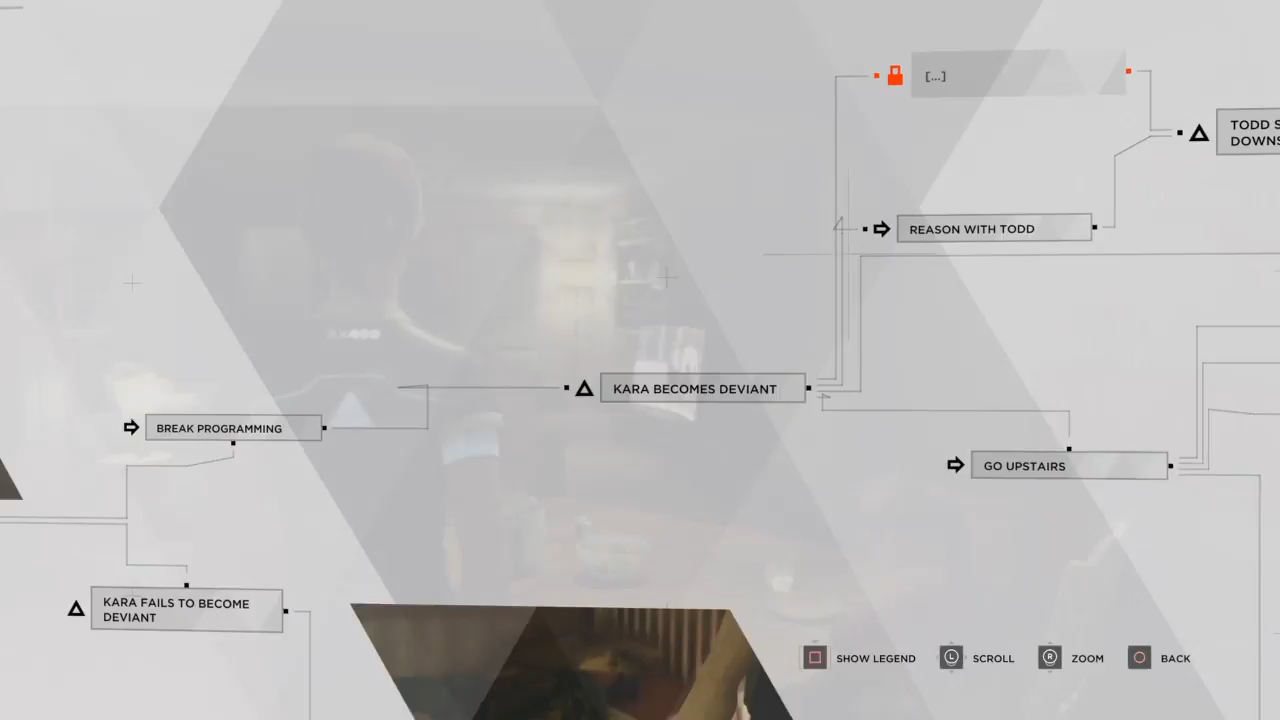 [...]
TODD S
DOWNS
REASON WITH TODD
KARA BECOMES DEVIANT
BREAK PROGRAMMING
GO UPSTAIRS
KARA FAILS TO BECOME
DEVIANT
SHOW LEGEND
L
SCROLL
R
ZOOM
BACK